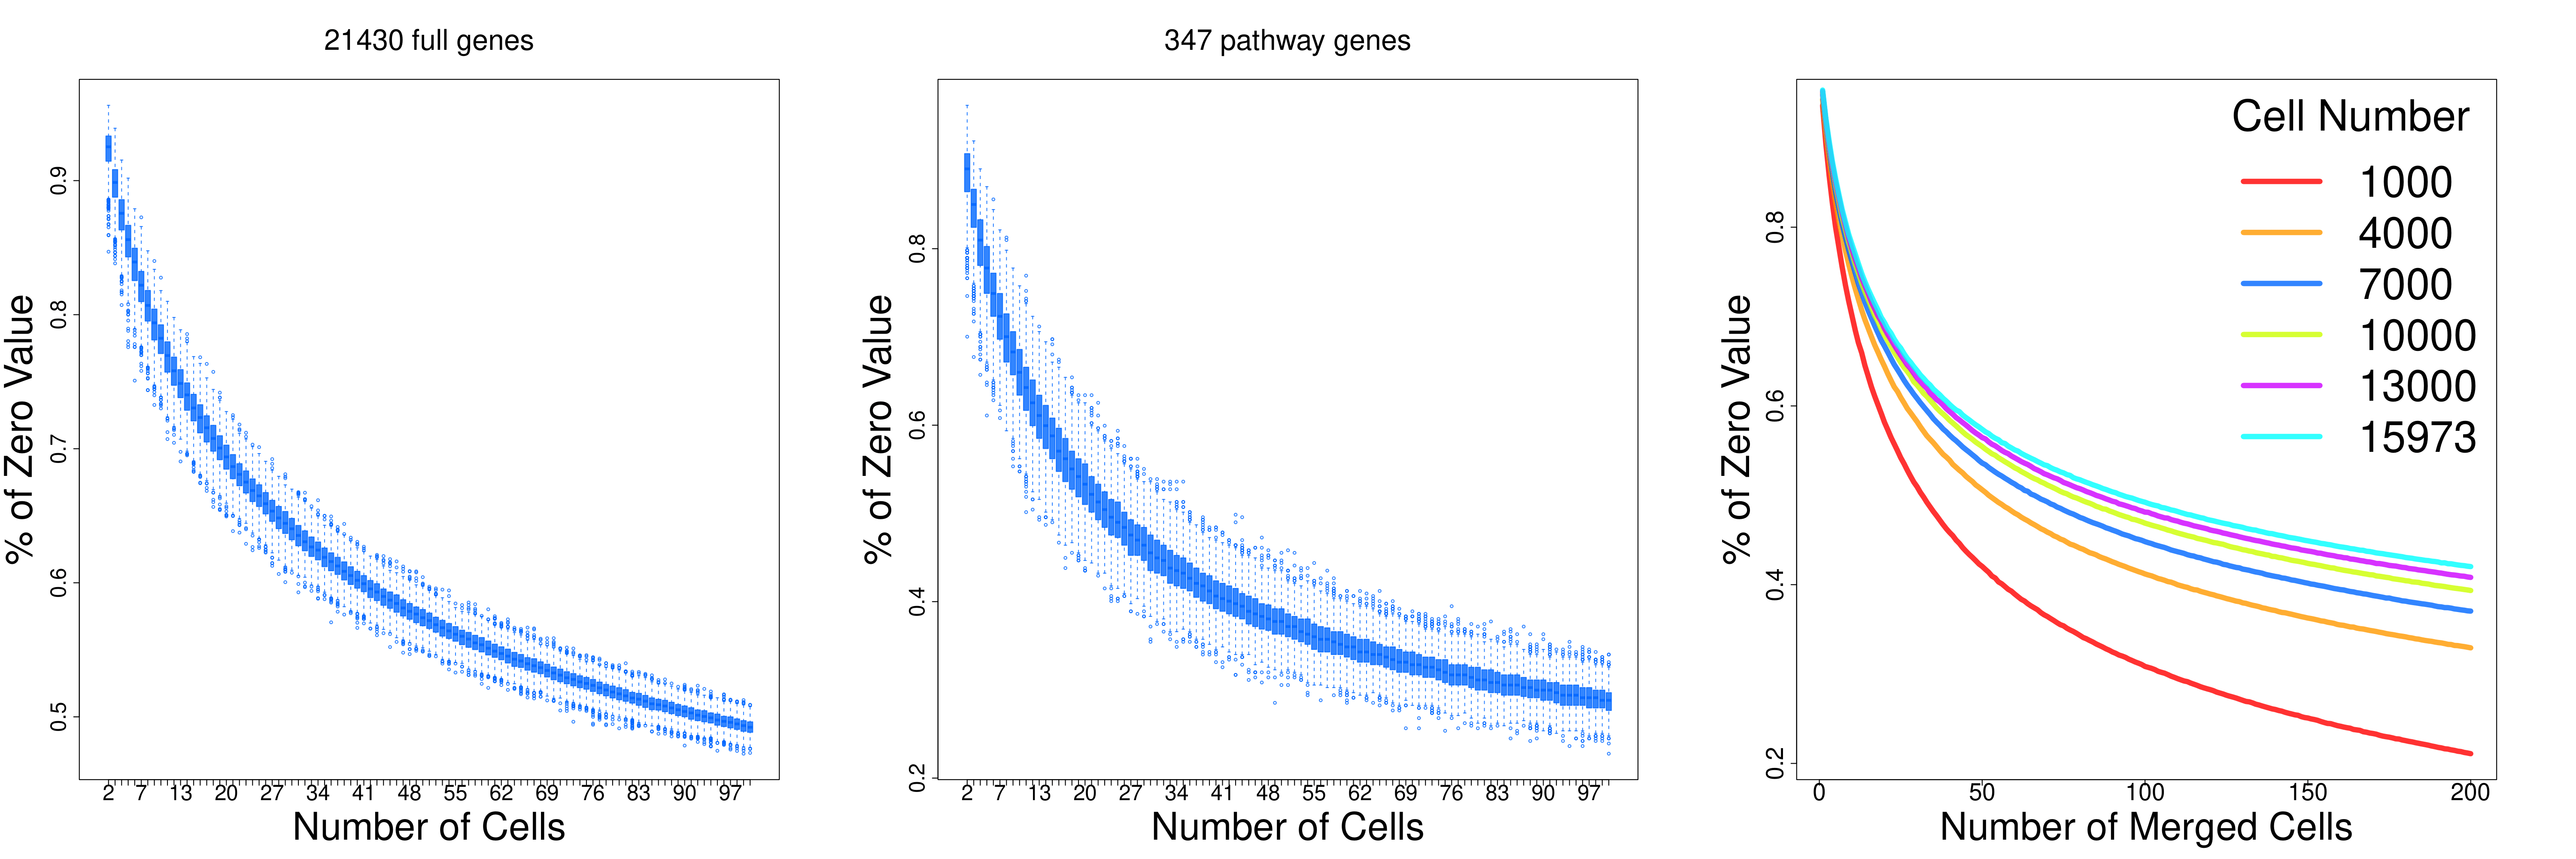 21430 full genes
% of Zero Value
0.9
0.8
0.7
0.6
0.5
2 7 13 20 27 34 41 48 55 62 69 76 83 90 97
Number of Cells
347 pathway genes
% of Zero Value
0.8
0.6
0.4
0.2
2 7 13 20 27 34 41 48 55 62 69 76 83 90 97
Number of Cells
% of Zero Value
0.8
0.6
0.4
0.2
0 50 100 150 200
Number of Merged Cells
Cell Number
1000
4000
7000
10000
13000
15973